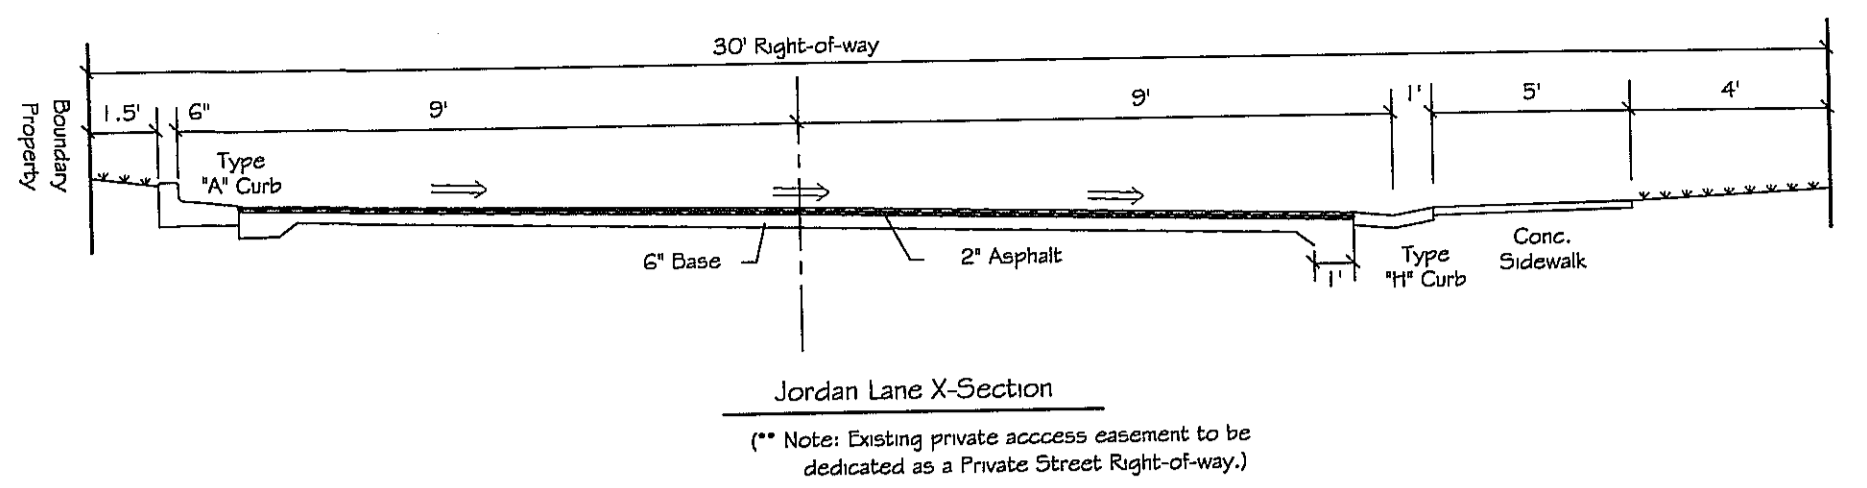 30' Right-of-way
Boundary
Property
1.5'
6"
9'
9'
1'
5'
4'
Type
"A" Curb
6" Base
2" Asphalt
1'
Type
"H" Curb
Conc.
Sidewalk
Jordan Lane X-Section
(** Note: Existing private acccess easement to be
dedicated as a Private Street Right-of-way.)